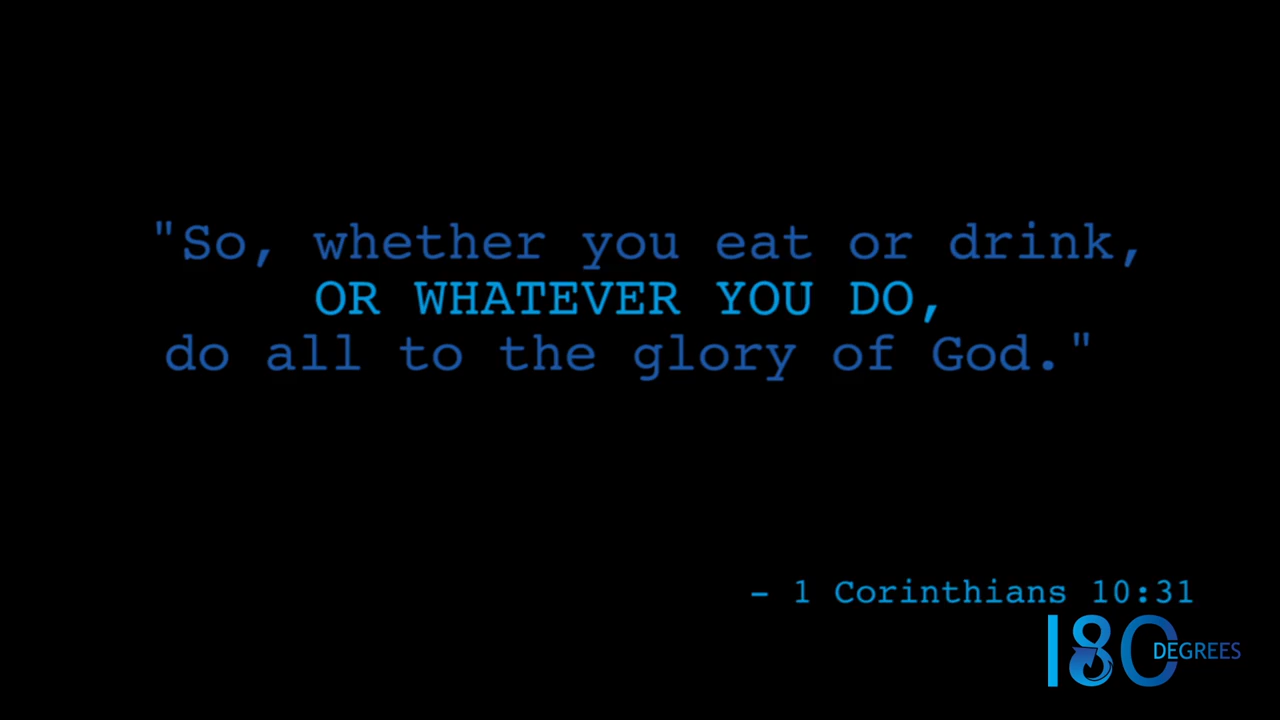 "So, whether you eat or drink,
OR WHATEVER YOU DO,
do all to the glory of God."
– 1 Corinthians 10:31
180 DEGREES